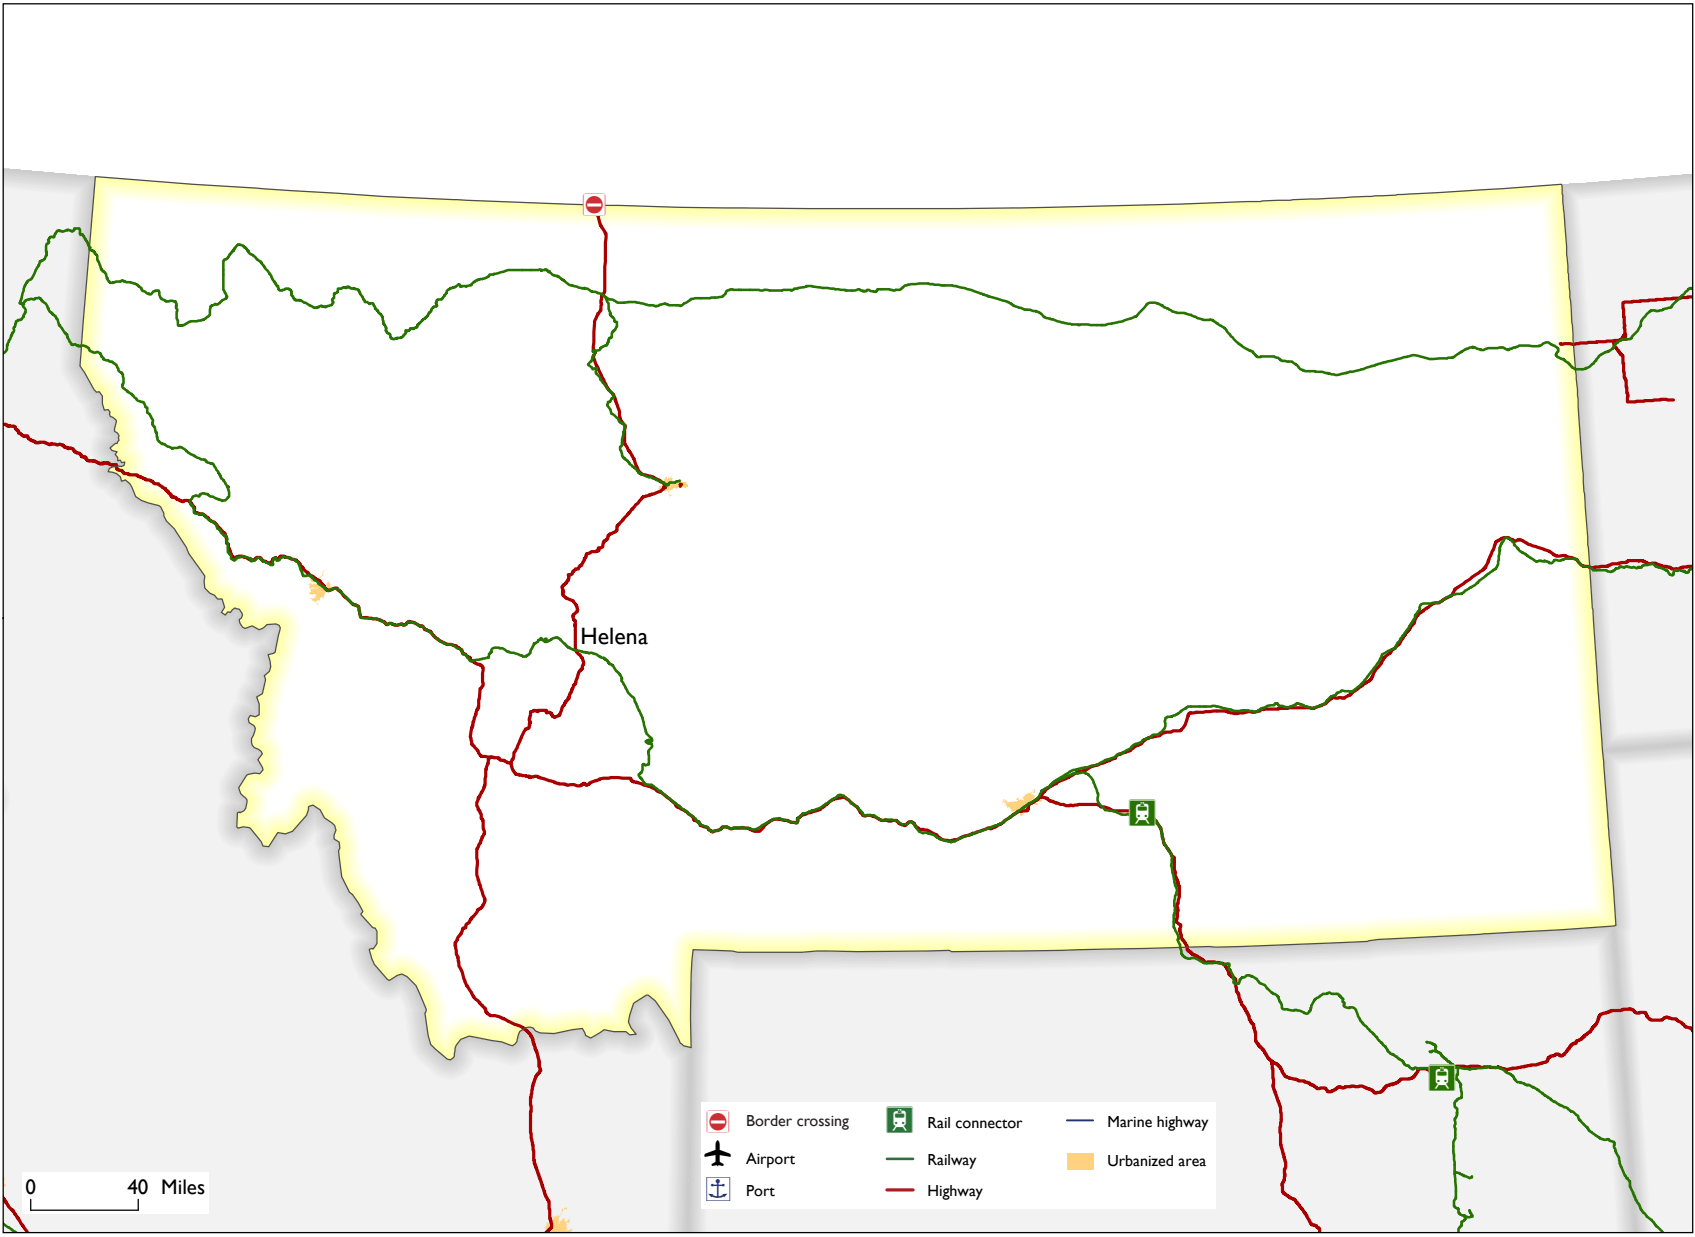 Helena
Border crossing
Rail connector
Marine highway
Airport
Railway
Urbanized area
Port
Highway
0 40 Miles